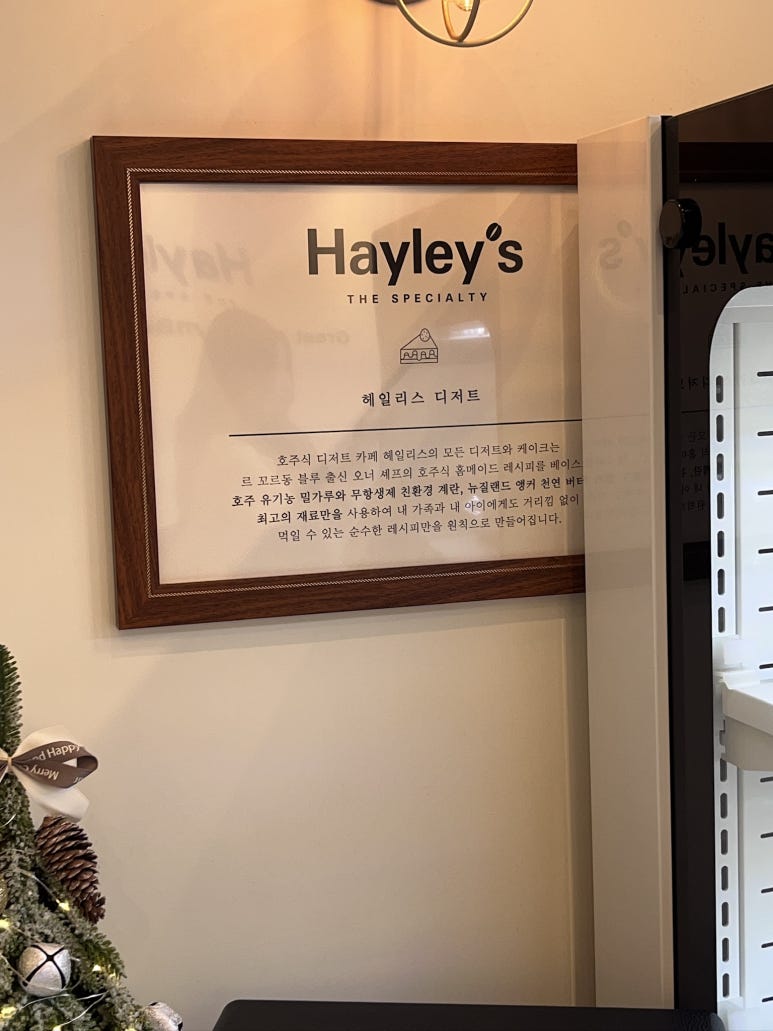 Hayley's
THE SPECIALTY
헤일리스 디저트
호주식 디저트 카페 헤일리스의 모든 디저트와 케이크는
르 꼬르동 블루 출신 오너 셰프의 호주식 홈메이드 레시피를 베이스
호주 유기농 밀가루와 무항생제 친환경 계란, 뉴질랜드 앵커 천연 버터
최고의 재료만을 사용하여 내 가족과 내 아이에게도 거리낌 없이
먹일 수 있는 순수한 레시피만을 원칙으로 만들어집니다.
Happy
Merry